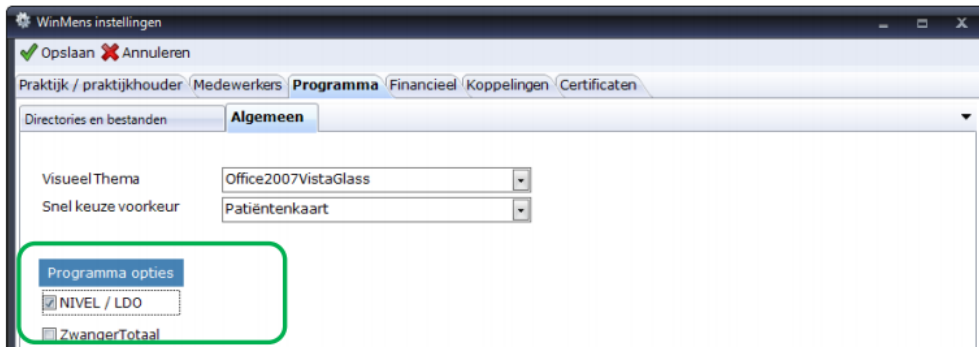 WinMens instellingen
Opslaan Annuleren
Praktijk / praktijkhouder Medewerkers Programma Financieel Koppelingen Certificaten
Directories en bestanden Algemeen
Visueel Thema Office2007VistaGlass
Snel keuze voorkeur Patiëntenkaart
Programma opties
NIVEL / LDO
ZwangerTotaal